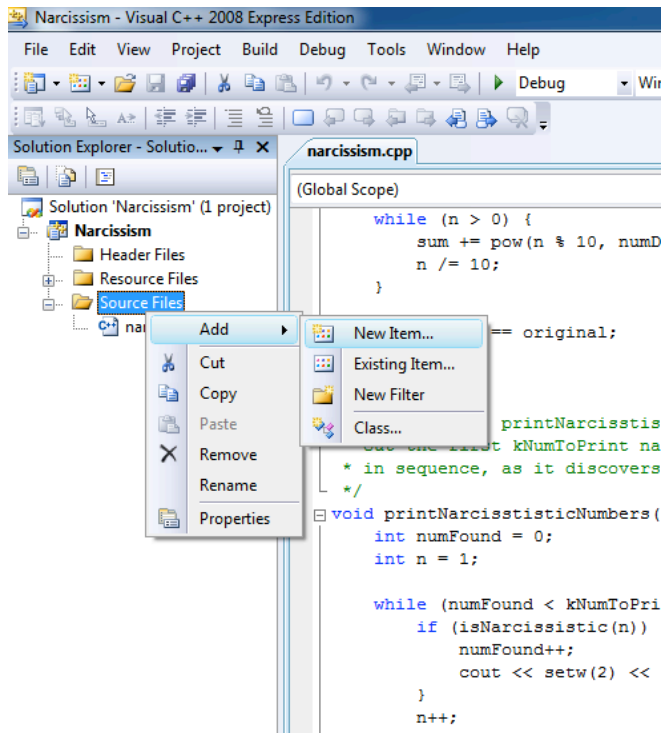 Narcissism - Visual C++ 2008 Express Edition
File Edit View Project Build Debug Tools Window Help
Debug
Solution Explorer - Solutio...
narcissism.cpp
(Global Scope)
Solution 'Narcissism' (1 project)
Narcissism
Header Files
Resource Files
Source Files
Add
Cut
Copy
Paste
Remove
Rename
Properties
New Item...
Existing Item...
New Filter
Class...
while (n > 0) {
sum += pow(n % 10, numD
n /= 10;
}
== original;
printNarcisstis
kNumToPrint na
* in sequence, as it discovers
*/
void printNarcisstisticNumbers(
int numFound = 0;
int n = 1;
while (numFound < kNumToPri
if (isNarcissistic(n))
numFound++;
cout << setw(2) <<
}
n++;